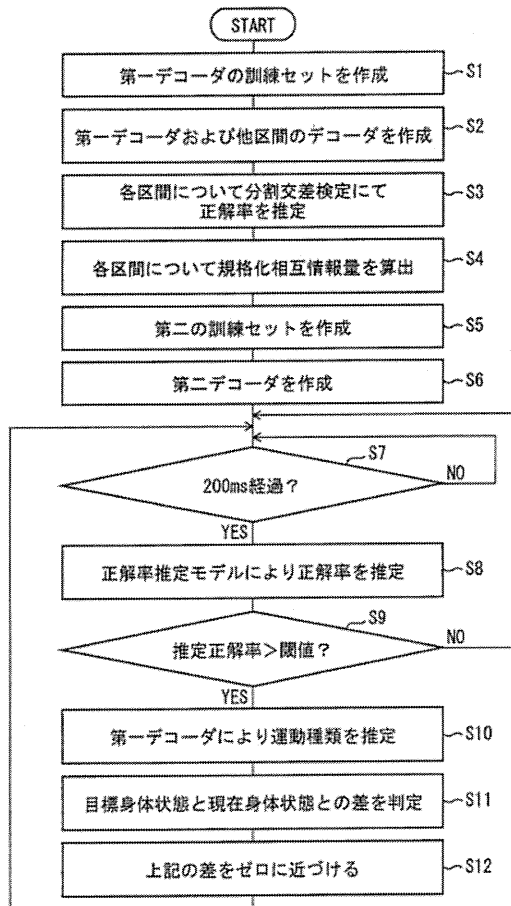 START
第一デコーダの訓練セットを作成
S1
第一デコーダおよび他区間のデコーダを作成
S2
各区間について分割交差検定にて
正解率を推定
S3
各区間について規格化相互情報量を算出
S4
第二の訓練セットを作成
S5
第二デコーダを作成
S6
S7
200ms経過？
NO
YES
正解率推定モデルにより正解率を推定
S8
S9
推定正解率＞閾値？
NO
YES
第一デコーダにより運動種類を推定
S10
目標身体状態と現在身体状態との差を判定
S11
上記の差をゼロに近づける
S12